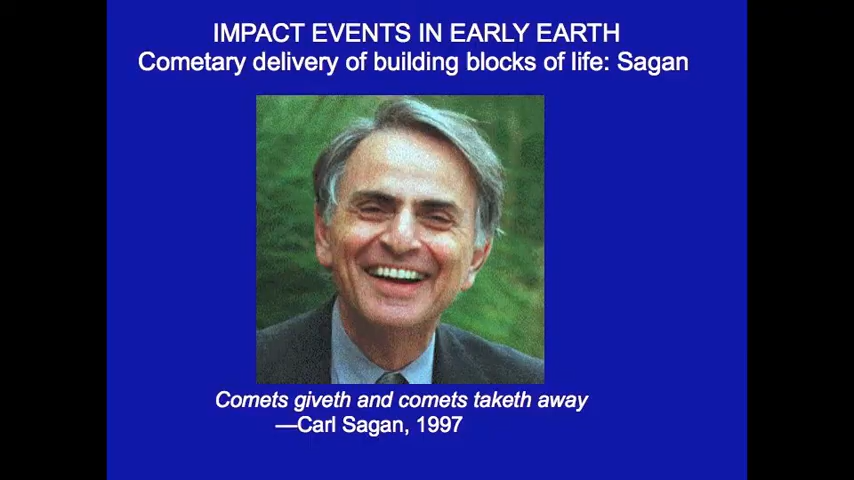 IMPACT EVENTS IN EARLY EARTH
Cometary delivery of building blocks of life: Sagan
Comets giveth and comets taketh away
—Carl Sagan, 1997